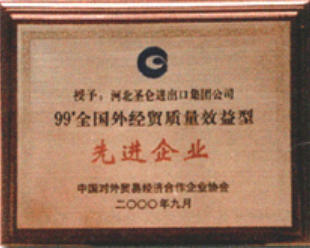 授予：河北圣仑进出口集团公司
99'全国外经贸质量效益型
先进企业
中国对外贸易经济合作企业协会
二〇〇〇年九月